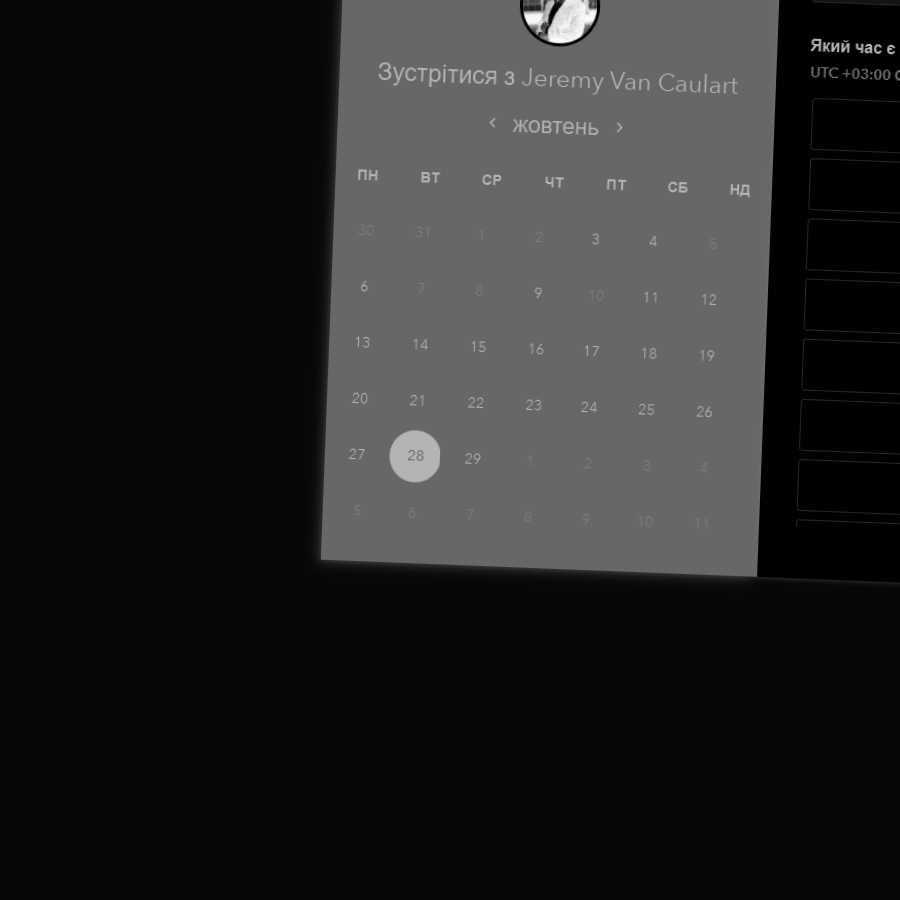 Зустрітися з Jeremy Van Caulart
‹ жовтень ›
ПН ВТ СР ЧТ ПТ СБ НД
30 31 1 2 3 4 5
6 7 8 9 10 11 12
13 14 15 16 17 18 19
20 21 22 23 24 25 26
27 28 29 1 2 3 4
5 6 7 8 9 10 11
Який час є
UTC +03:00